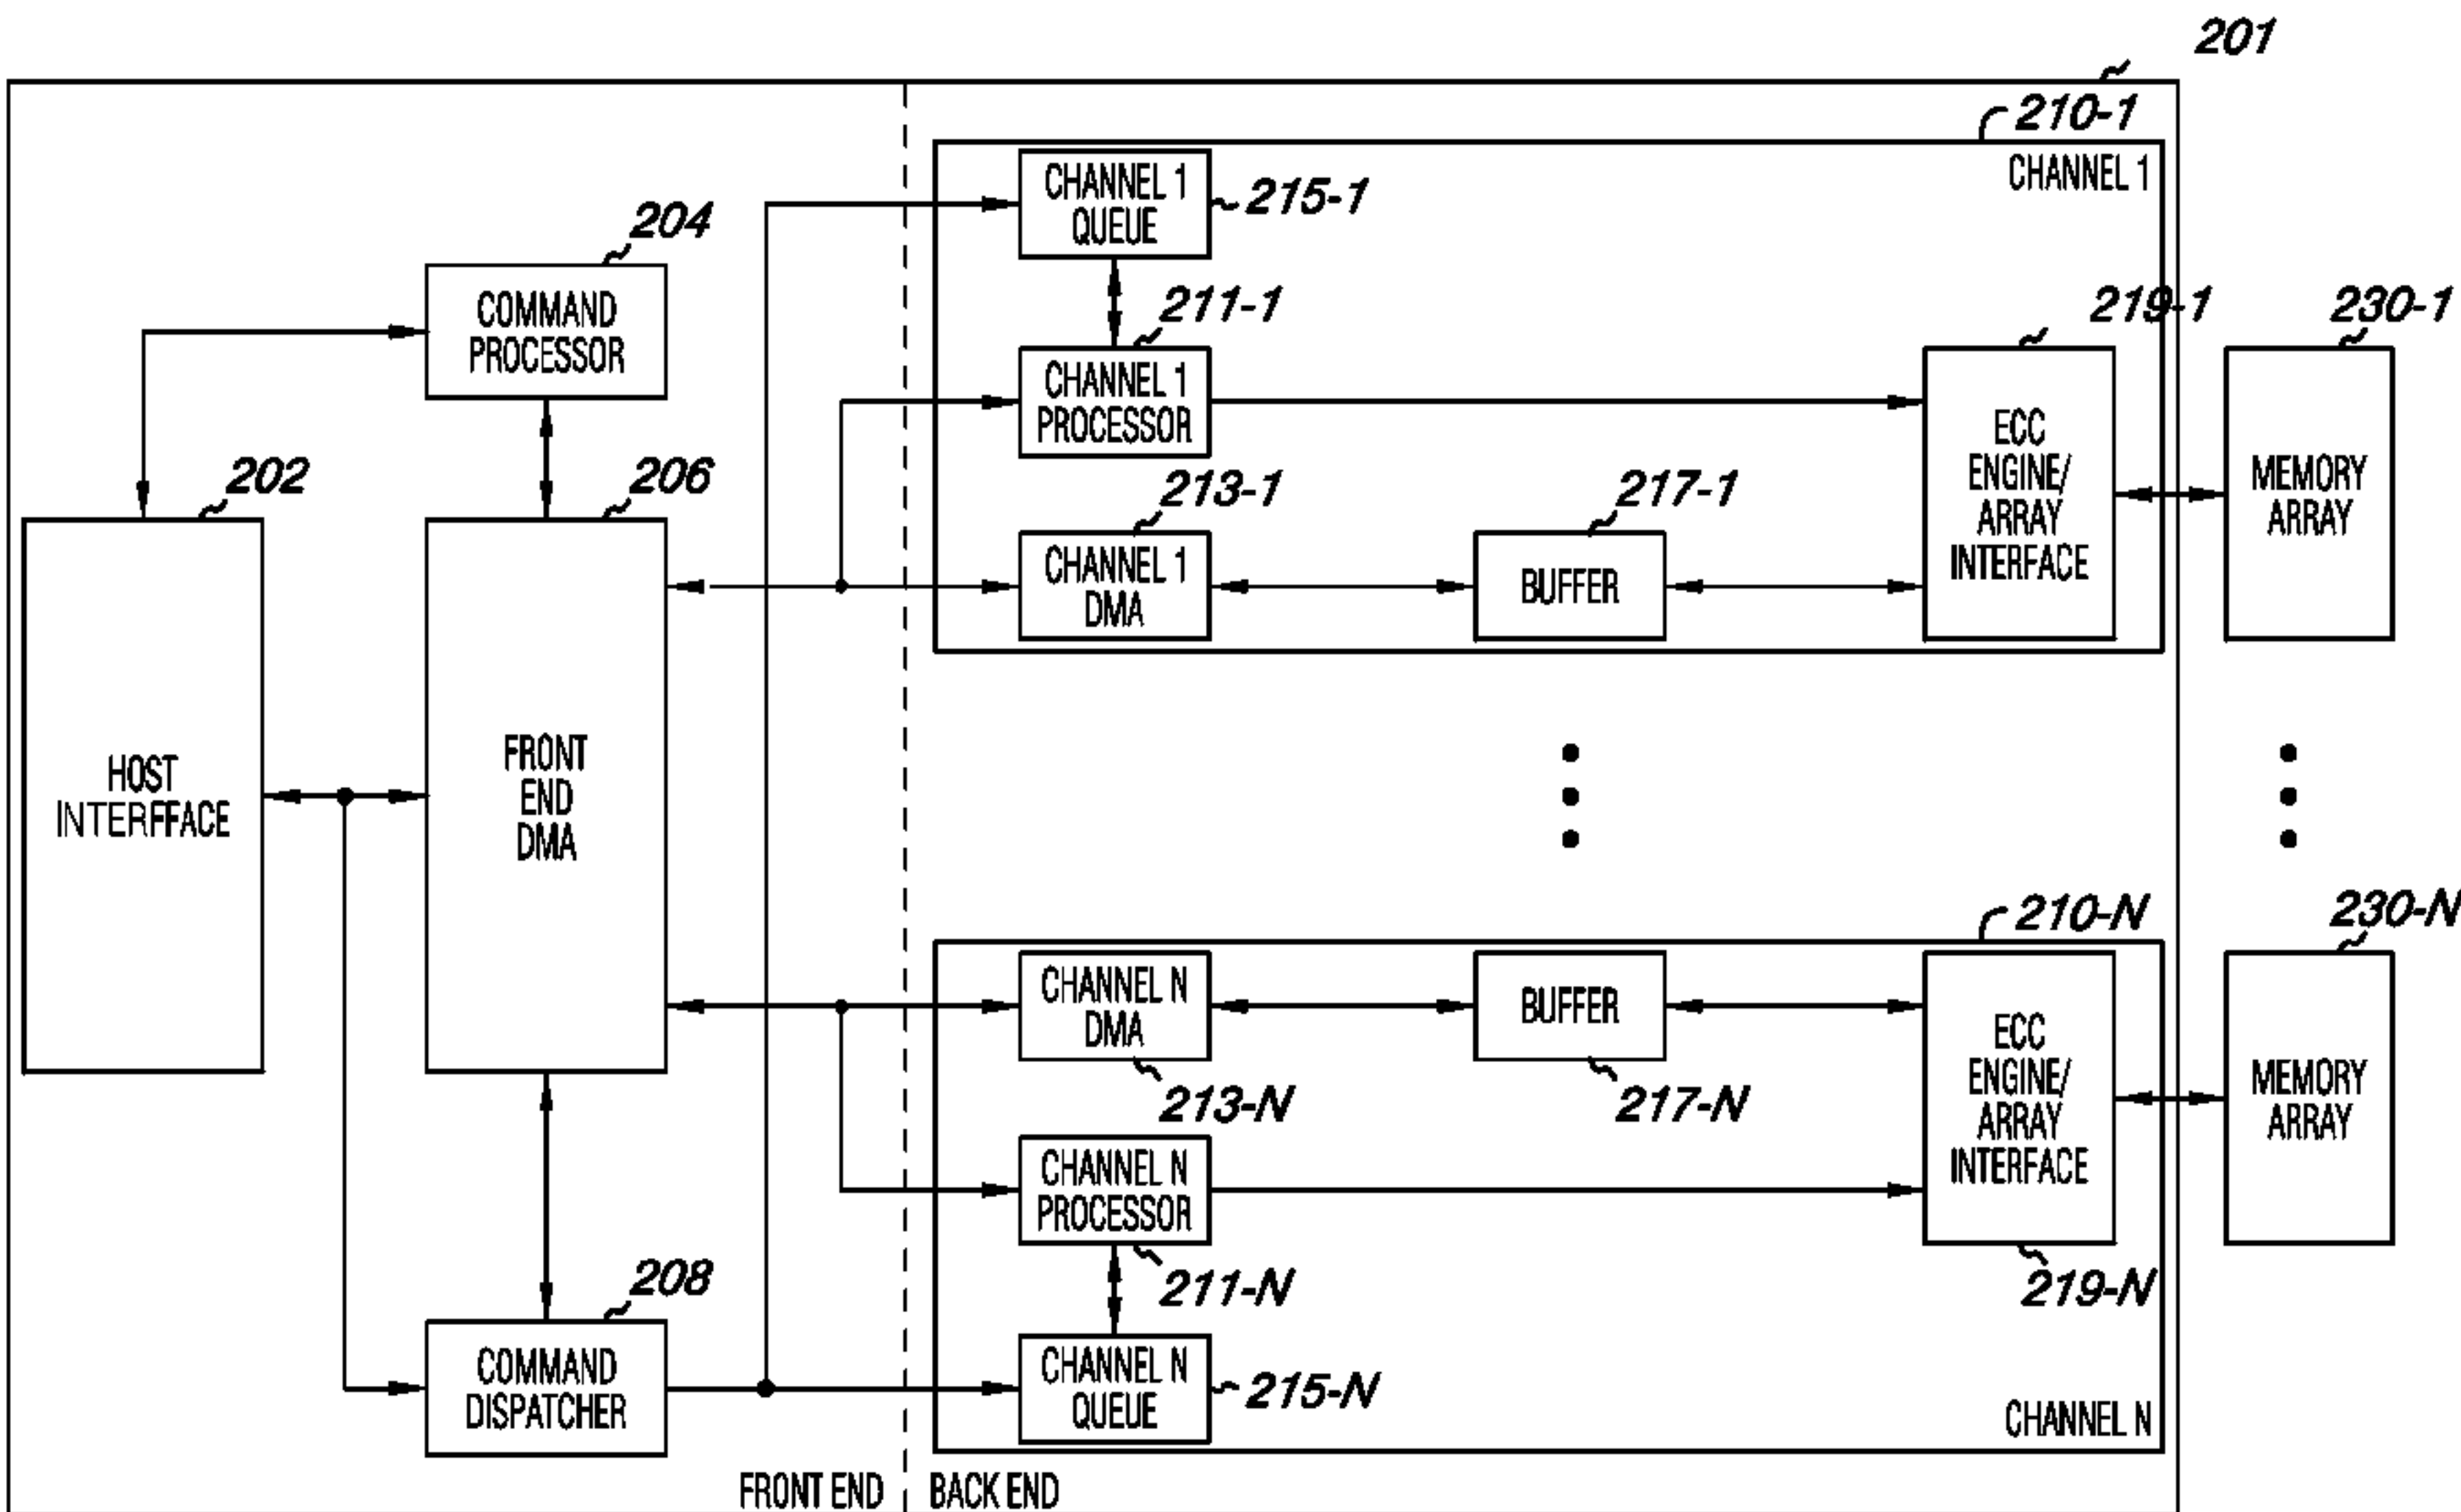 201
210-1
CHANNEL 1
CHANNEL 1
QUEUE
215-1
204
COMMAND
PROCESSOR
211-1
CHANNEL 1
PROCESSOR
219-1
ECC
ENGINE/
ARRAY
INTERFACE
230-1
MEMORY
ARRAY
202
HOST
INTERFFACE
206
FRONT
END
DMA
213-1
CHANNEL 1
DMA
217-1
BUFFER
210-N
230-N
CHANNEL N
DMA
213-N
BUFFER
217-N
ECC
ENGINE/
ARRAY
INTERFACE
219-N
MEMORY
ARRAY
CHANNEL N
PROCESSOR
211-N
208
COMMAND
DISPATCHER
CHANNEL N
QUEUE
215-N
CHANNEL N
FRONT END
BACK END